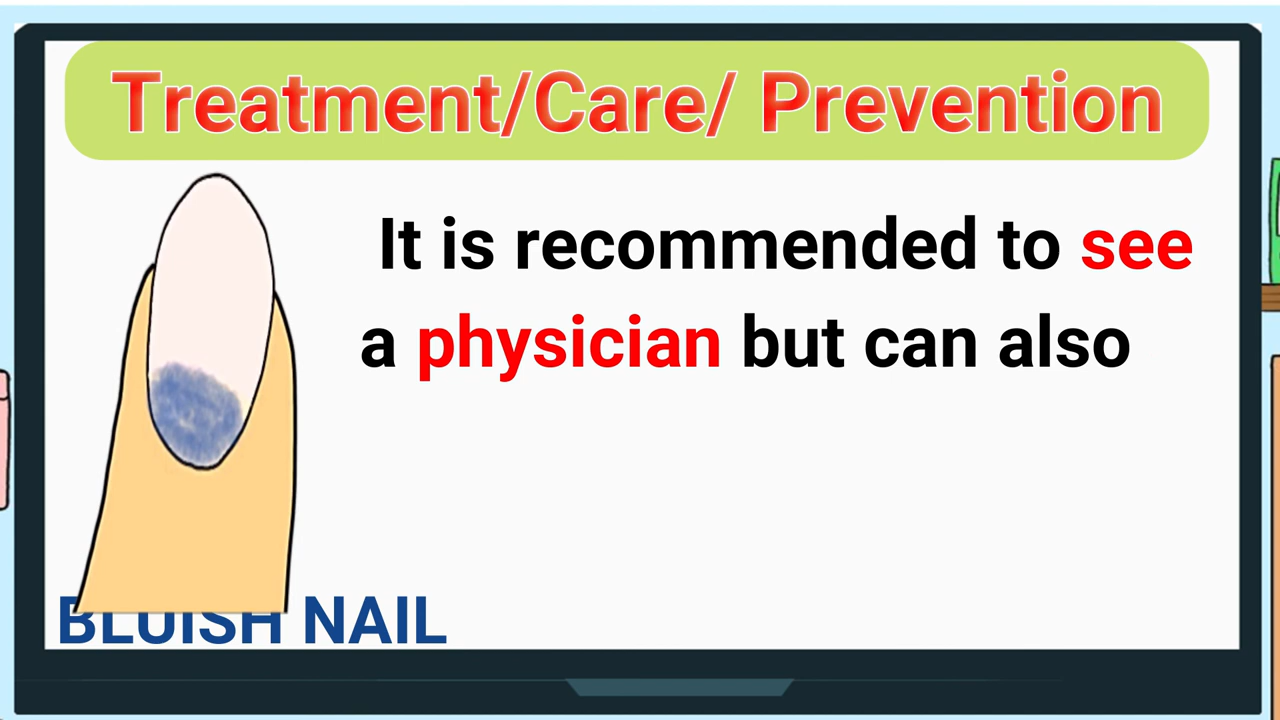 Treatment/Care/ Prevention
It is recommended to see
a physician but can also
BLUISH NAIL